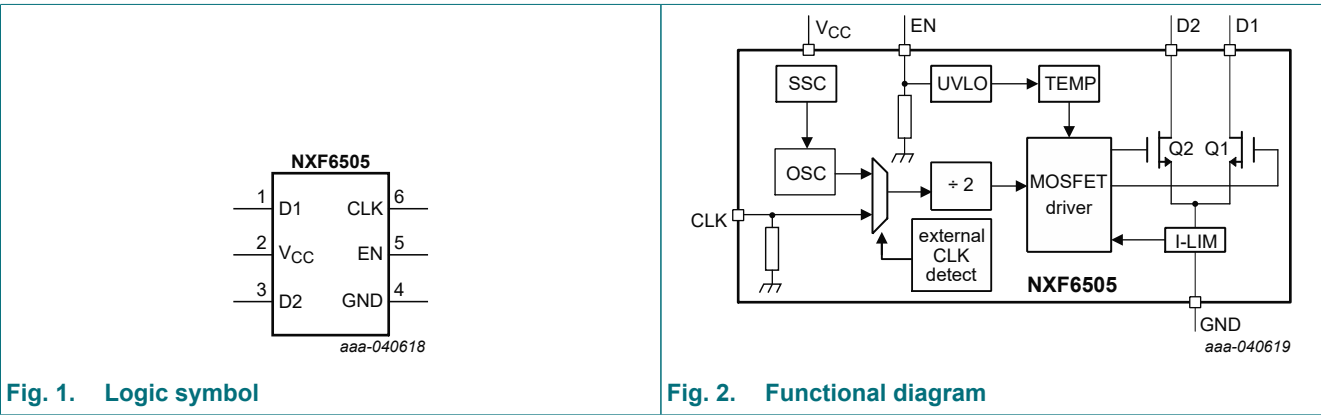 NXF6505
1 D1 CLK 6
2 VCC EN 5
3 D2 GND 4
aaa-040618
Fig. 1. Logic symbol
VCC EN D2 D1
SSC UVLO TEMP
OSC ÷ 2 MOSFET driver Q2 Q1
CLK
external
CLK
detect
I-LIM
NXF6505
GND
aaa-040619
Fig. 2. Functional diagram